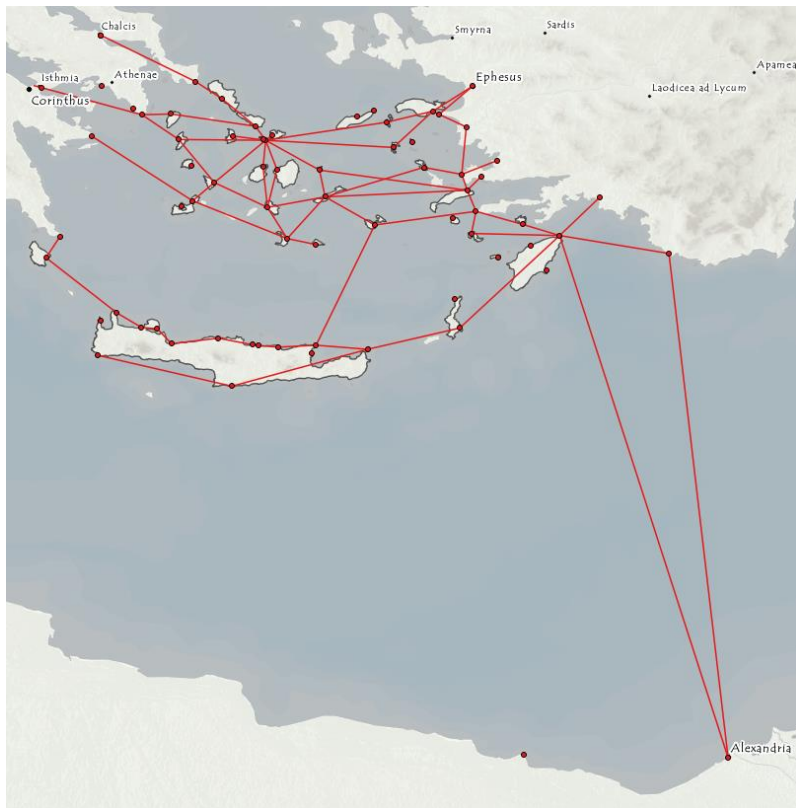 Chalcis
Smyrna
Sardis
Isthmia
Athenae
Apamea
Ephesus
Laodicea ad Lycum
Corinthus
Alexandria